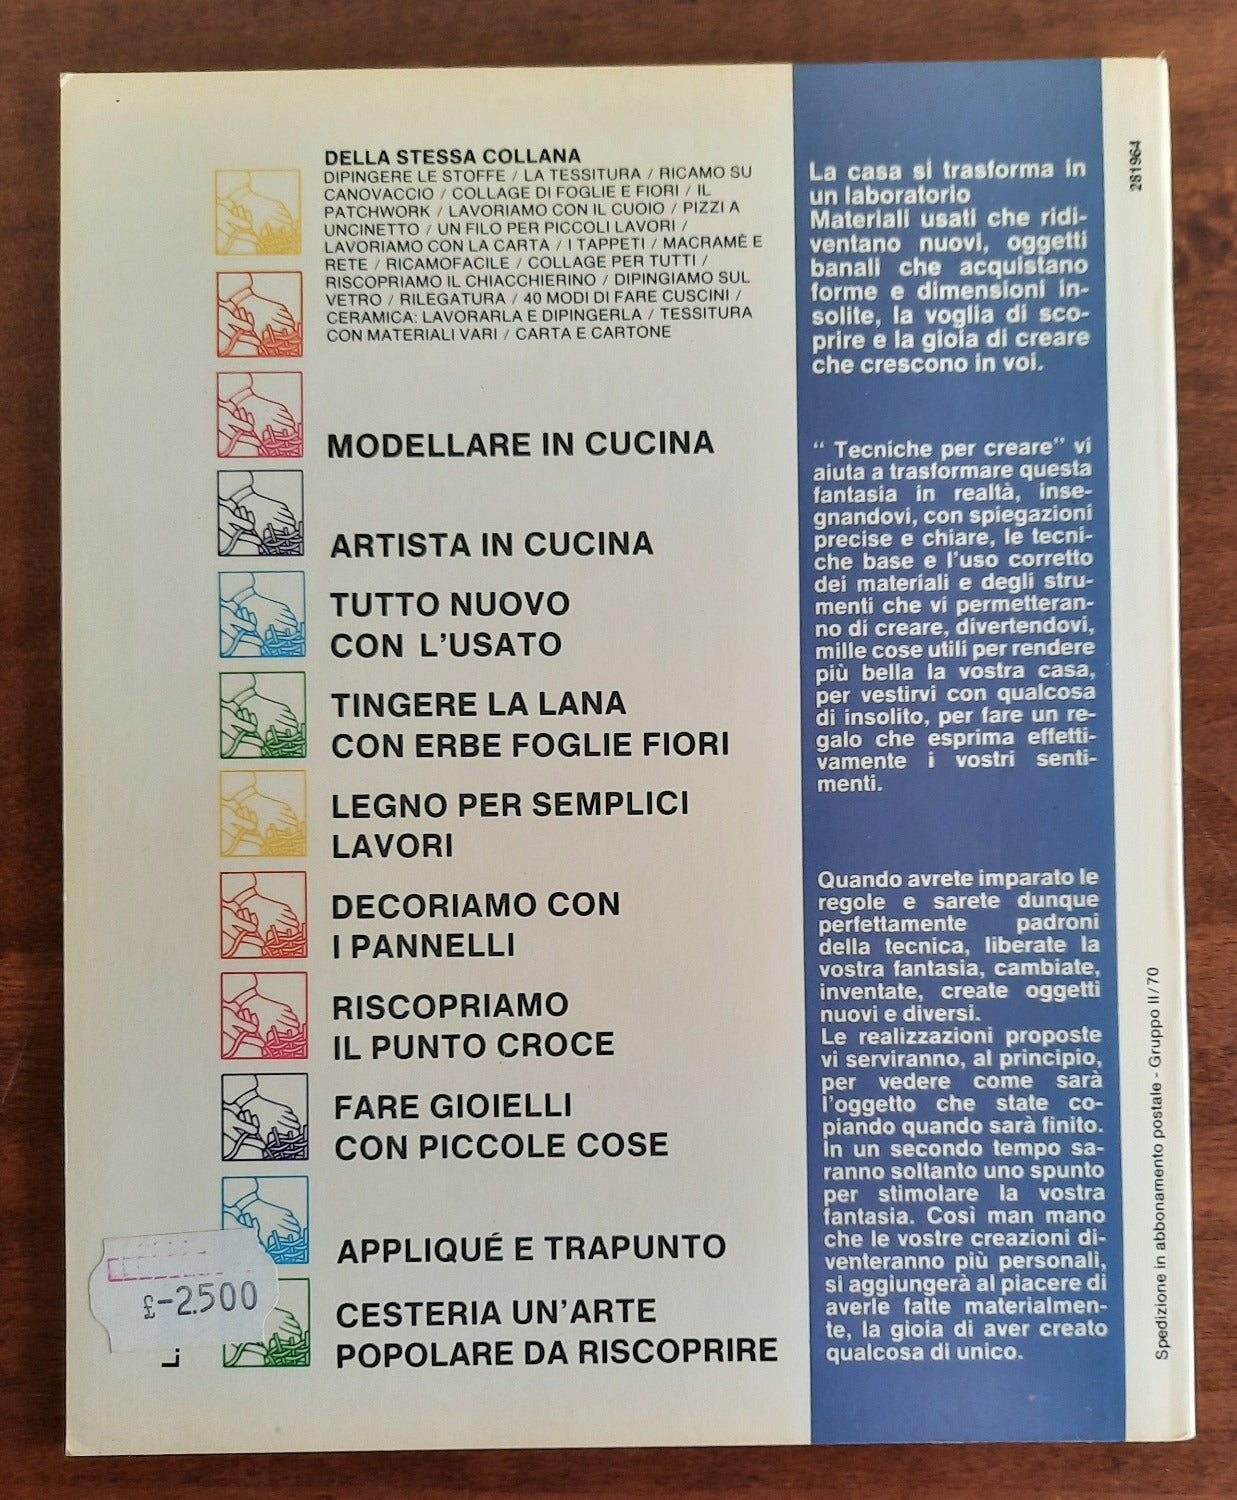 DELLA STESSA COLLANA
DIPINGERE LE STOFFE / LA TESSITURA / RICAMO SU
CANOVACCIO / COLLAGE DI FOGLIE E FIORI / IL
PATCHWORK / LAVORIAMO CON IL CUOIO / PIZZI A
UNCINETTO / UN FILO PER PICCOLI LAVORI /
LAVORIAMO CON LA CARTA / I TAPPETI / MACRAMÈ E
RETE / RICAMOFACILE / COLLAGE PER TUTTI /
RISCOPRIAMO IL CHIACCHIERINO / DIPINGIAMO SUL
VETRO / RILEGATURA / 40 MODI DI FARE CUSCINI /
CERAMICA: LAVORARLA E DIPINGERLA / TESSITURA
CON MATERIALI VARI / CARTA E CARTONE
MODELLARE IN CUCINA
ARTISTA IN CUCINA
TUTTO NUOVO
CON L'USATO
TINGERE LA LANA
CON ERBE FOGLIE FIORI
LEGNO PER SEMPLICI
LAVORI
DECORIAMO CON
I PANNELLI
RISCOPRIAMO
IL PUNTO CROCE
FARE GIOIELLI
CON PICCOLE COSE
APPLIQUÉ E TRAPUNTO
CESTERIA UN'ARTE
POPOLARE DA RISCOPRIRE
£-2500
L.
La casa si trasforma in
un laboratorio
Materiali usati che ridi-
ventano nuovi, oggetti
banali che acquistano
forme e dimensioni in-
solite, la voglia di sco-
prire e la gioia di creare
che crescono in voi.
“ Tecniche per creare” vi
aiuta a trasformare questa
fantasia in realtà, inse-
gnandovi, con spiegazioni
precise e chiare, le tecni-
che base e l'uso corretto
dei materiali e degli stru-
menti che vi permetteran-
no di creare, divertendovi,
mille cose utili per rendere
più bella la vostra casa,
per vestirvi con qualcosa
di insolito, per fare un re-
galo che esprima effetti-
vamente i vostri senti-
menti.
Quando avrete imparato le
regole e sarete dunque
perfettamente padroni
della tecnica, liberate la
vostra fantasia, cambiate,
inventate, create oggetti
nuovi e diversi.
Le realizzazioni proposte
vi serviranno, al principio,
per vedere come sarà
l'oggetto che state co-
piando quando sarà finito.
In un secondo tempo sa-
ranno soltanto uno spunto
per stimolare la vostra
fantasia. Così man mano
che le vostre creazioni di-
venteranno più personali,
si aggiungerà al piacere di
averle fatte materialmen-
te, la gioia di aver creato
qualcosa di unico.
281964
Spedizione in abbonamento postale - Gruppo II/70